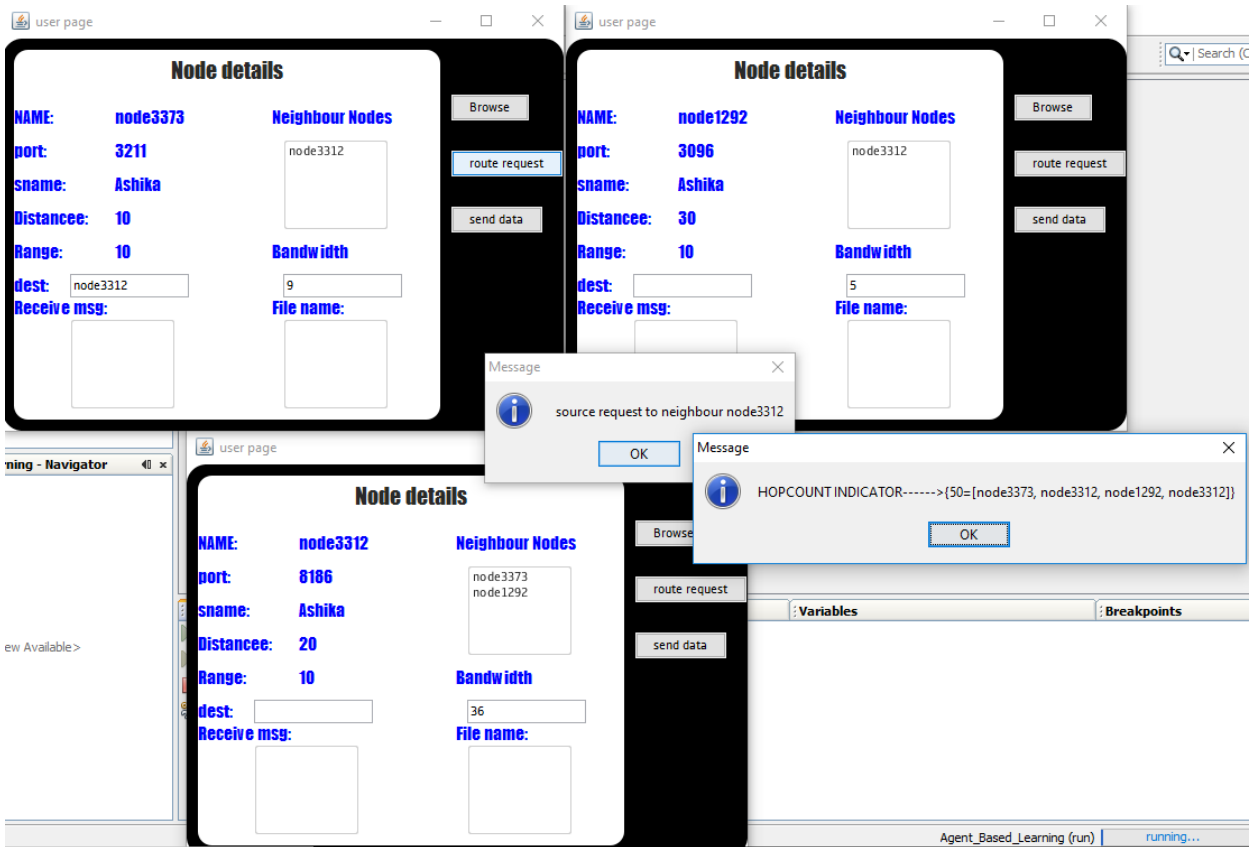 user page
Node details
NAME: node3373 Neighbour Nodes
port: 3211 node3312
sname: Ashika
Distancee: 10
Range: 10 Bandwidth
dest: node3312 9
Receive msg: File name:
Browse
route request
send data
user page
Node details
NAME: node1292 Neighbour Nodes
port: 3096 node3312
sname: Ashika
Distancee: 30
Range: 10 Bandwidth
dest: 5
Receive msg: File name:
Browse
route request
send data
Search (C
Message
source request to neighbour node3312
OK
Message
HOPCOUNT INDICATOR------>{50=[node3373, node3312, node1292, node3312]}
OK
rning - Navigator
ew Available>
user page
Node details
NAME: node3312 Neighbour Nodes
port: 8186 node3373
node1292
sname: Ashika
Distancee: 20
Range: 10 Bandwidth
dest: 36
Receive msg: File name:
Browse
route request
send data
Variables
Breakpoints
Agent_Based_Learning (run) running...